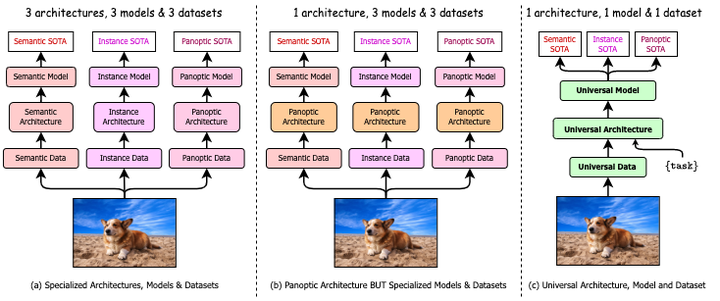 3 architectures, 3 models & 3 datasets
Semantic SOTA
Instance SOTA
Panoptic SOTA
Semantic Model
Instance Model
Panoptic Model
Semantic
Architecture
Instance
Architecture
Panoptic
Architecture
Semantic Data
Instance Data
Panoptic Data
(a) Specialized Architectures, Models & Datasets
1 architecture, 3 models & 3 datasets
Semantic SOTA
Instance SOTA
Panoptic SOTA
Semantic Model
Instance Model
Panoptic Model
Panoptic
Architecture
Panoptic
Architecture
Panoptic
Architecture
Semantic Data
Instance Data
Panoptic Data
(b) Panoptic Architecture BUT Specialized Models & Datasets
1 architecture, 1 model & 1 dataset
Semantic
SOTA
Instance
SOTA
Panoptic
SOTA
Universal Model
Universal Architecture
Universal Data
{task}
(c) Universal Architecture, Model and Dataset